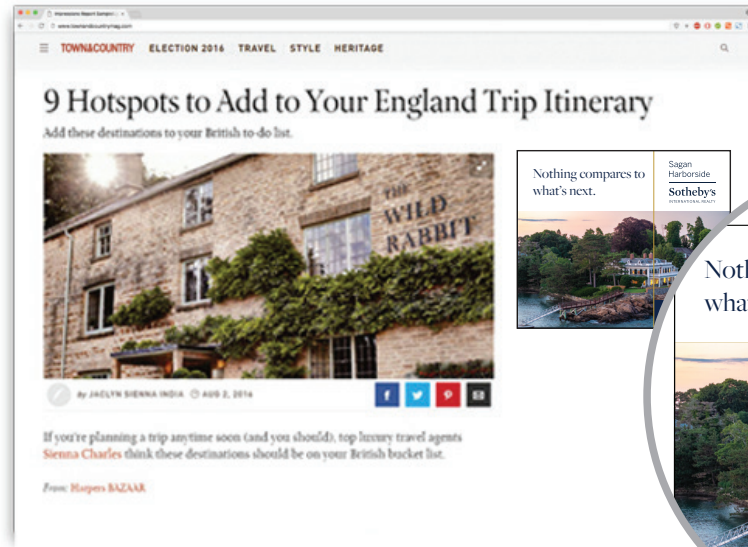 www.townandcountrymag.com
TOWN&COUNTRY ELECTION 2016 TRAVEL STYLE HERITAGE
9 Hotspots to Add to Your England Trip Itinerary
Add these destinations to your British to-do list.
THE
WILD
RABBIT
Nothing compares to
what's next.
Sagan
Harborside
Sotheby's
INTERNATIONAL REALTY
Noth
what
By JACLYN SIENNA INDIA AUG 2, 2016
If you're planning a trip anytime soon (and you should), top luxury travel agents
Sienna Charles think these destinations should be on your British bucket list.
From: Harpers BAZAAR